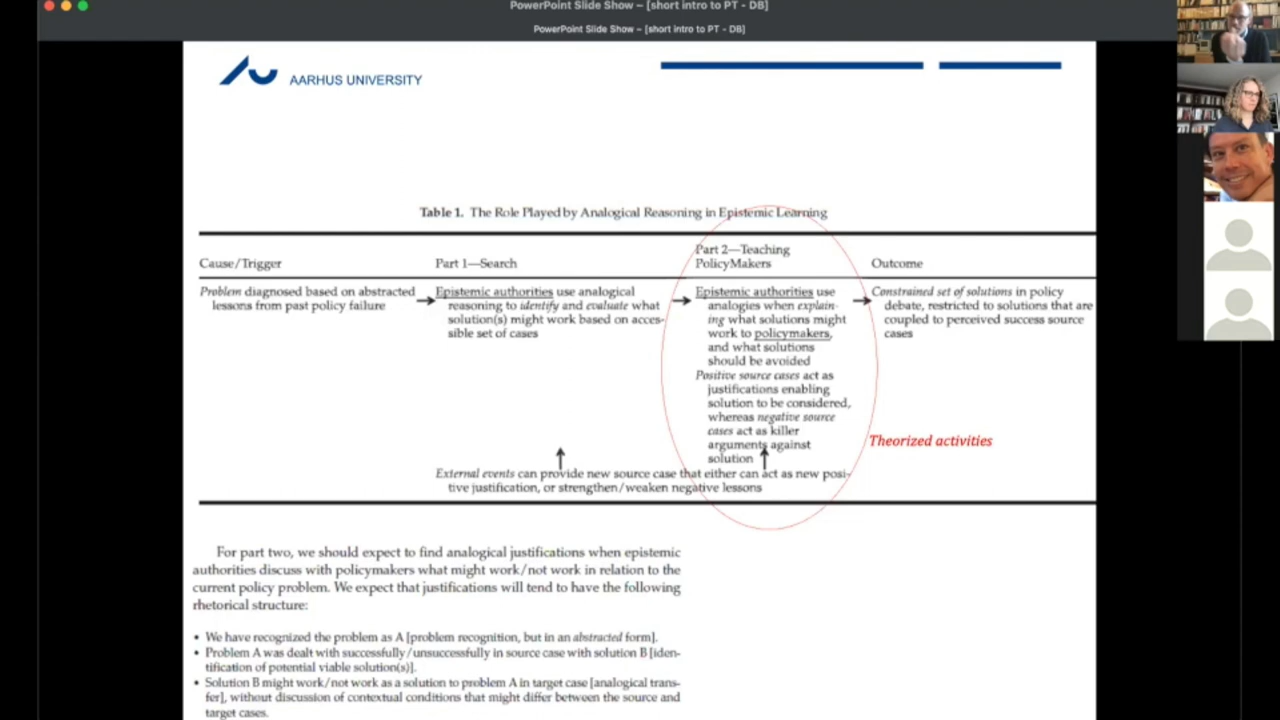 PowerPoint Slide Show – [short intro to PT - DB]
PowerPoint Slide Show – [short intro to PT - DB]
AARHUS UNIVERSITY
Table 1. The Role Played by Analogical Reasoning in Epistemic Learning
Cause/Trigger
Part 1—Search
Part 2—Teaching
PolicyMakers
Outcome
Problem diagnosed based on abstracted
lessons from past policy failure
Epistemic authorities use analogical
reasoning to identify and evaluate what
solution(s) might work based on acces-
sible set of cases
Epistemic authorities use
analogies when explain-
ing what solutions might
work to policymakers,
and what solutions
should be avoided
Positive source cases act as
justifications enabling
solution to be considered,
whereas negative source
cases act as killer
arguments against
solution
Constrained set of solutions in policy
debate, restricted to solutions that are
coupled to perceived success source
cases
Theorized activities
External events can provide new source case that either can act as new posi-
tive justification, or strengthen/weaken negative lessons
For part two, we should expect to find analogical justifications when epistemic
authorities discuss with policymakers what might work/not work in relation to the
current policy problem. We expect that justifications will tend to have the following
rhetorical structure:
• We have recognized the problem as A [problem recognition, but in an abstracted form].
• Problem A was dealt with successfully/unsuccessfully in source case with solution B [iden-
tification of potential viable solution(s)].
• Solution B might work/not work as a solution to problem A in target case [analogical trans-
fer], without discussion of contextual conditions that might differ between the source and
target cases.